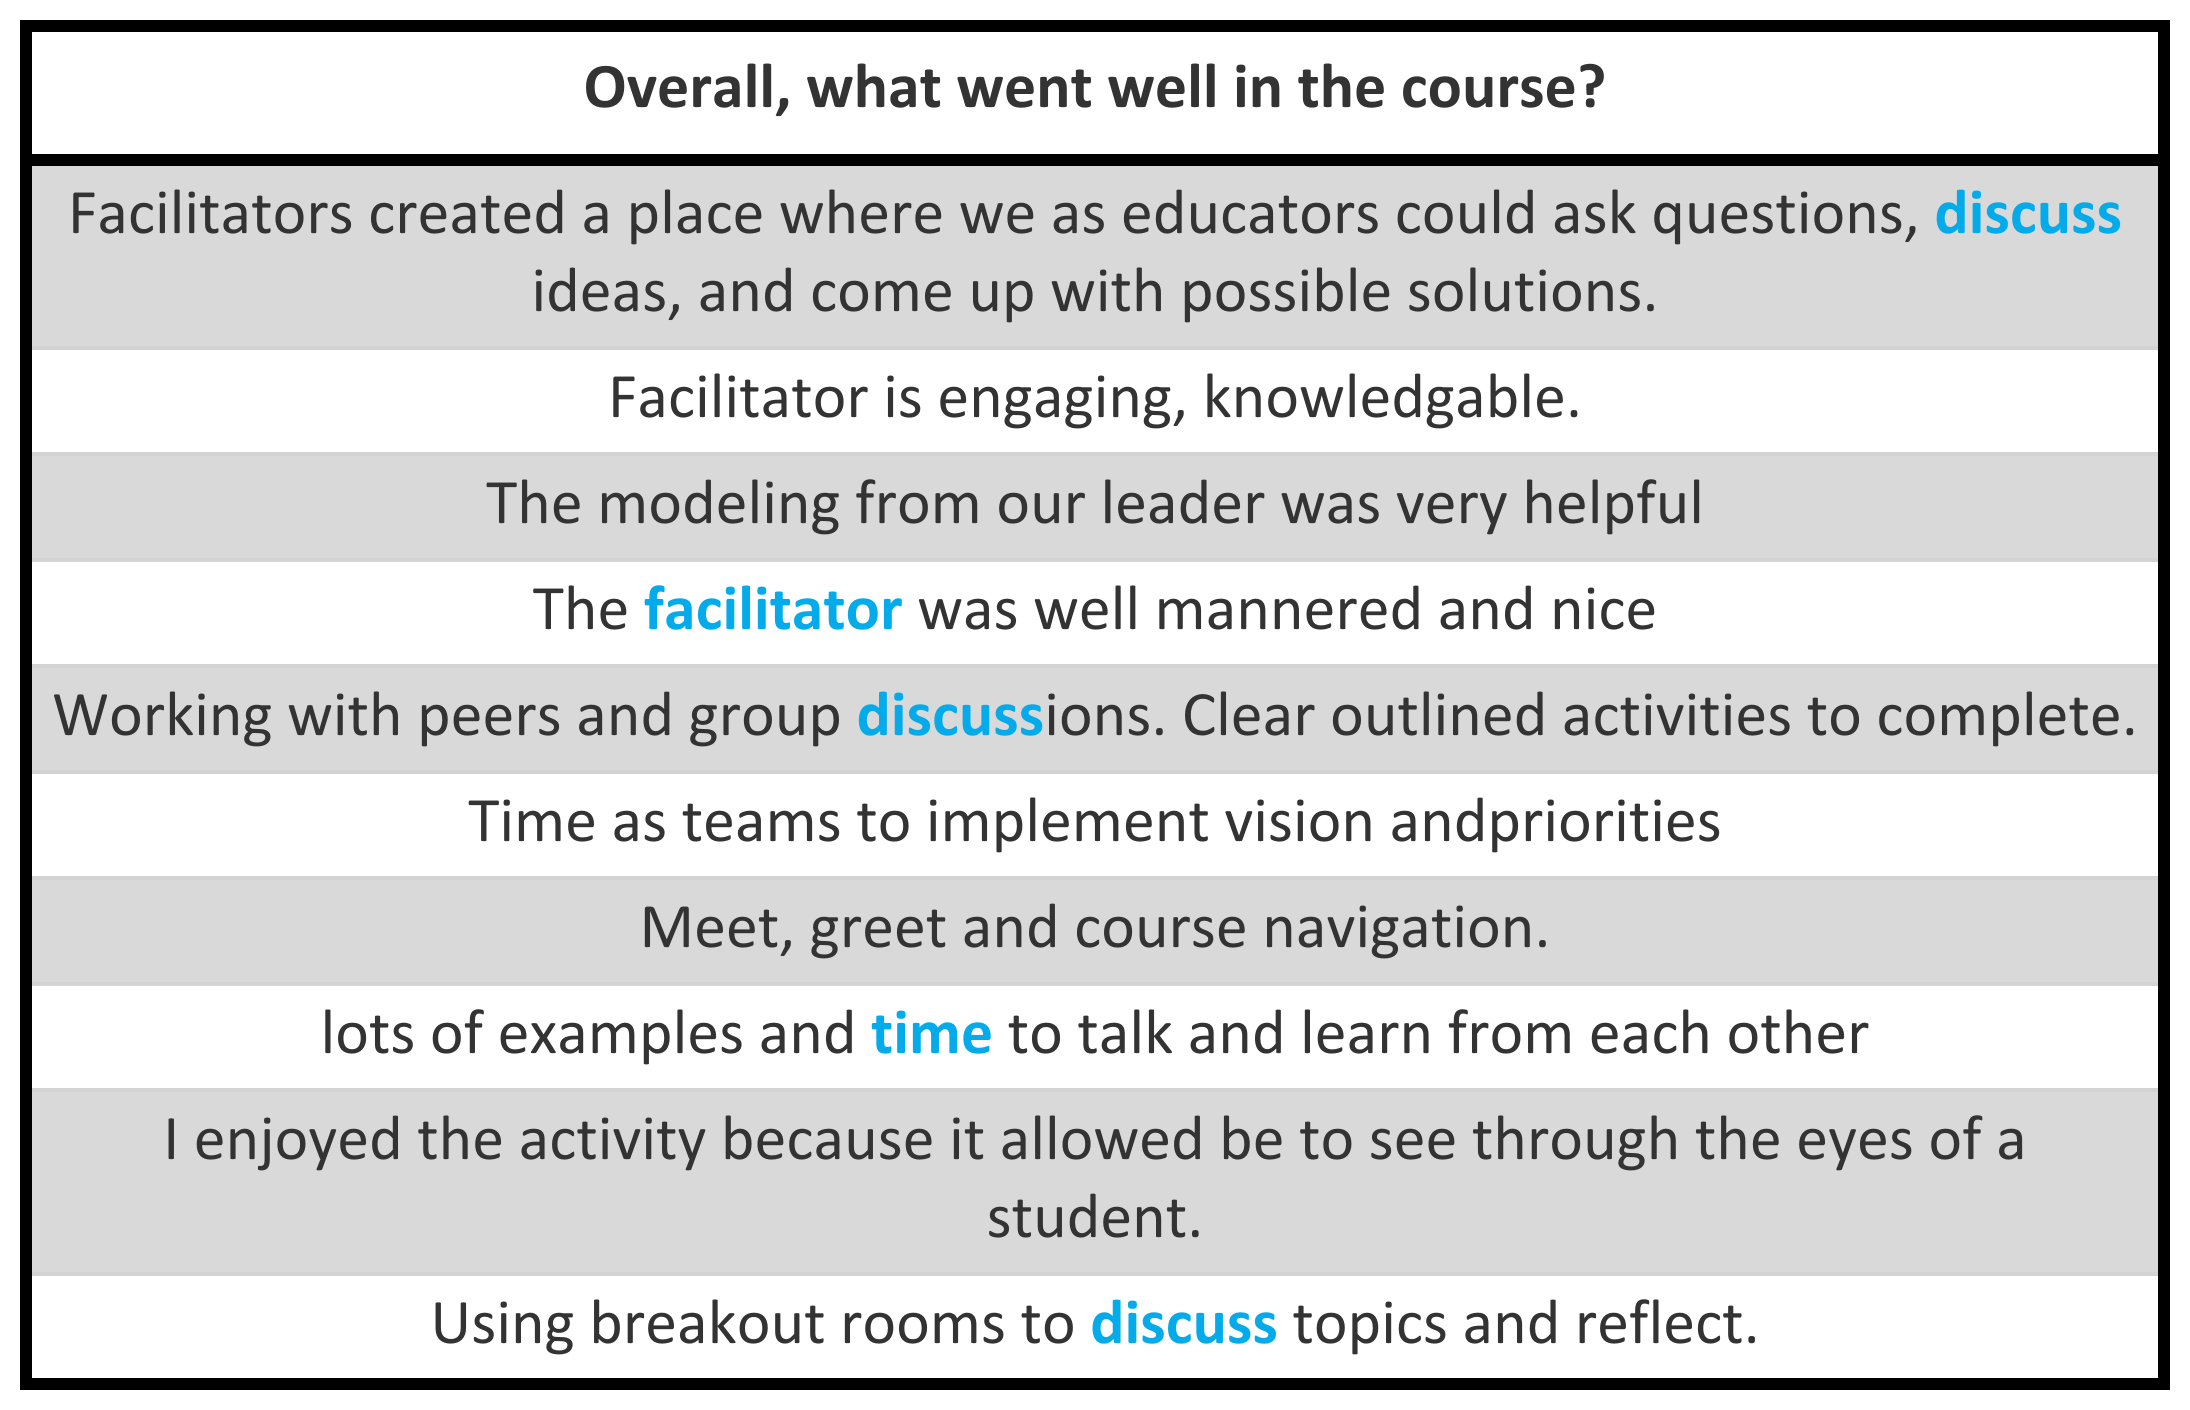 Overall, what went well in the course?
Facilitators created a place where we as educators could ask questions, discuss
ideas, and come up with possible solutions.
Facilitator is engaging, knowledgable.
The modeling from our leader was very helpful
The facilitator was well mannered and nice
Working with peers and group discussions. Clear outlined activities to complete.
Time as teams to implement vision andpriorities
Meet, greet and course navigation.
lots of examples and time to talk and learn from each other
I enjoyed the activity because it allowed be to see through the eyes of a
student.
Using breakout rooms to discuss topics and reflect.